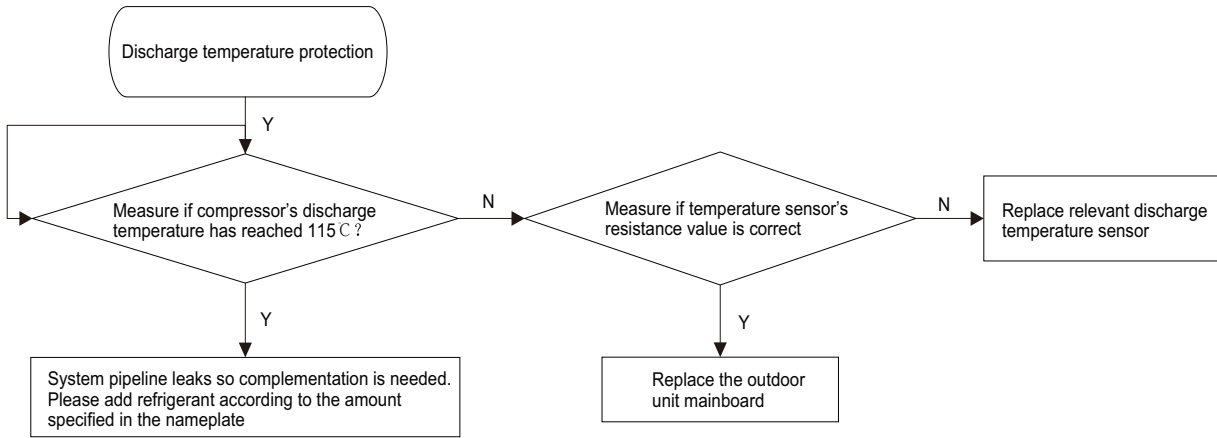 Discharge temperature protection
Y
Measure if compressor's discharge
temperature has reached 115℃?
N
Measure if temperature sensor's
resistance value is correct
N
Replace relevant discharge
temperature sensor
Y
System pipeline leaks so complementation is needed.
Please add refrigerant according to the amount
specified in the nameplate
Y
Replace the outdoor
unit mainboard